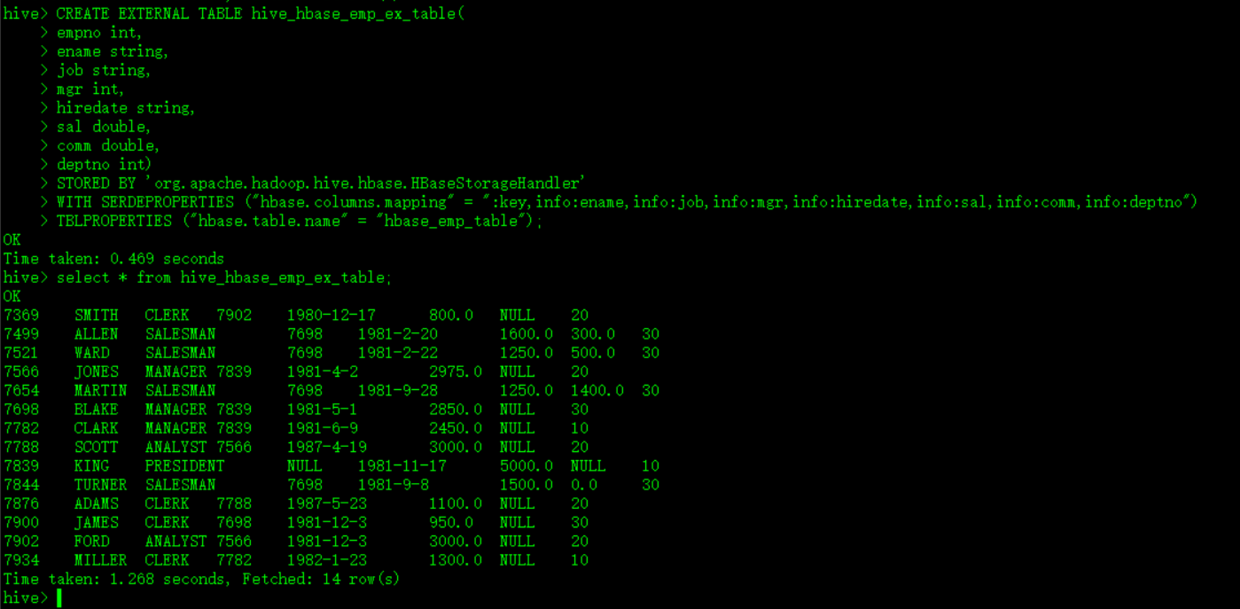 hive> CREATE EXTERNAL TABLE hive_hbase_emp_ex_table(
    > empno int,
    > ename string,
    > job string,
    > mgr int,
    > hiredate string,
    > sal double,
    > comm double,
    > deptno int)
    > STORED BY 'org.apache.hadoop.hive.hbase.HBaseStorageHandler'
    > WITH SERDEPROPERTIES ("hbase.columns.mapping" = ":key,info:ename,info:job,info:mgr,info:hiredate,info:sal,info:comm,info:deptno")
    > TBLPROPERTIES ("hbase.table.name" = "hbase_emp_table");
OK
Time taken: 0.469 seconds
hive> select * from hive_hbase_emp_ex_table;
OK
7369    SMITH   CLERK   7902    1980-12-17      800.0   NULL    20
7499    ALLEN   SALESMAN        7698    1981-2-20       1600.0  300.0   30
7521    WARD    SALESMAN        7698    1981-2-22       1250.0  500.0   30
7566    JONES   MANAGER 7839    1981-4-2        2975.0  NULL    20
7654    MARTIN  SALESMAN        7698    1981-9-28       1250.0  1400.0  30
7698    BLAKE   MANAGER 7839    1981-5-1        2850.0  NULL    30
7782    CLARK   MANAGER 7839    1981-6-9        2450.0  NULL    10
7788    SCOTT   ANALYST 7566    1987-4-19       3000.0  NULL    20
7839    KING    PRESIDENT       NULL    1981-11-17      5000.0  NULL    10
7844    TURNER  SALESMAN        7698    1981-9-8        1500.0  0.0     30
7876    ADAMS   CLERK   7788    1987-5-23       1100.0  NULL    20
7900    JAMES   CLERK   7698    1981-12-3       950.0   NULL    30
7902    FORD    ANALYST 7566    1981-12-3       3000.0  NULL    20
7934    MILLER  CLERK   7782    1982-1-23       1300.0  NULL    10
Time taken: 1.268 seconds, Fetched: 14 row(s)
hive>